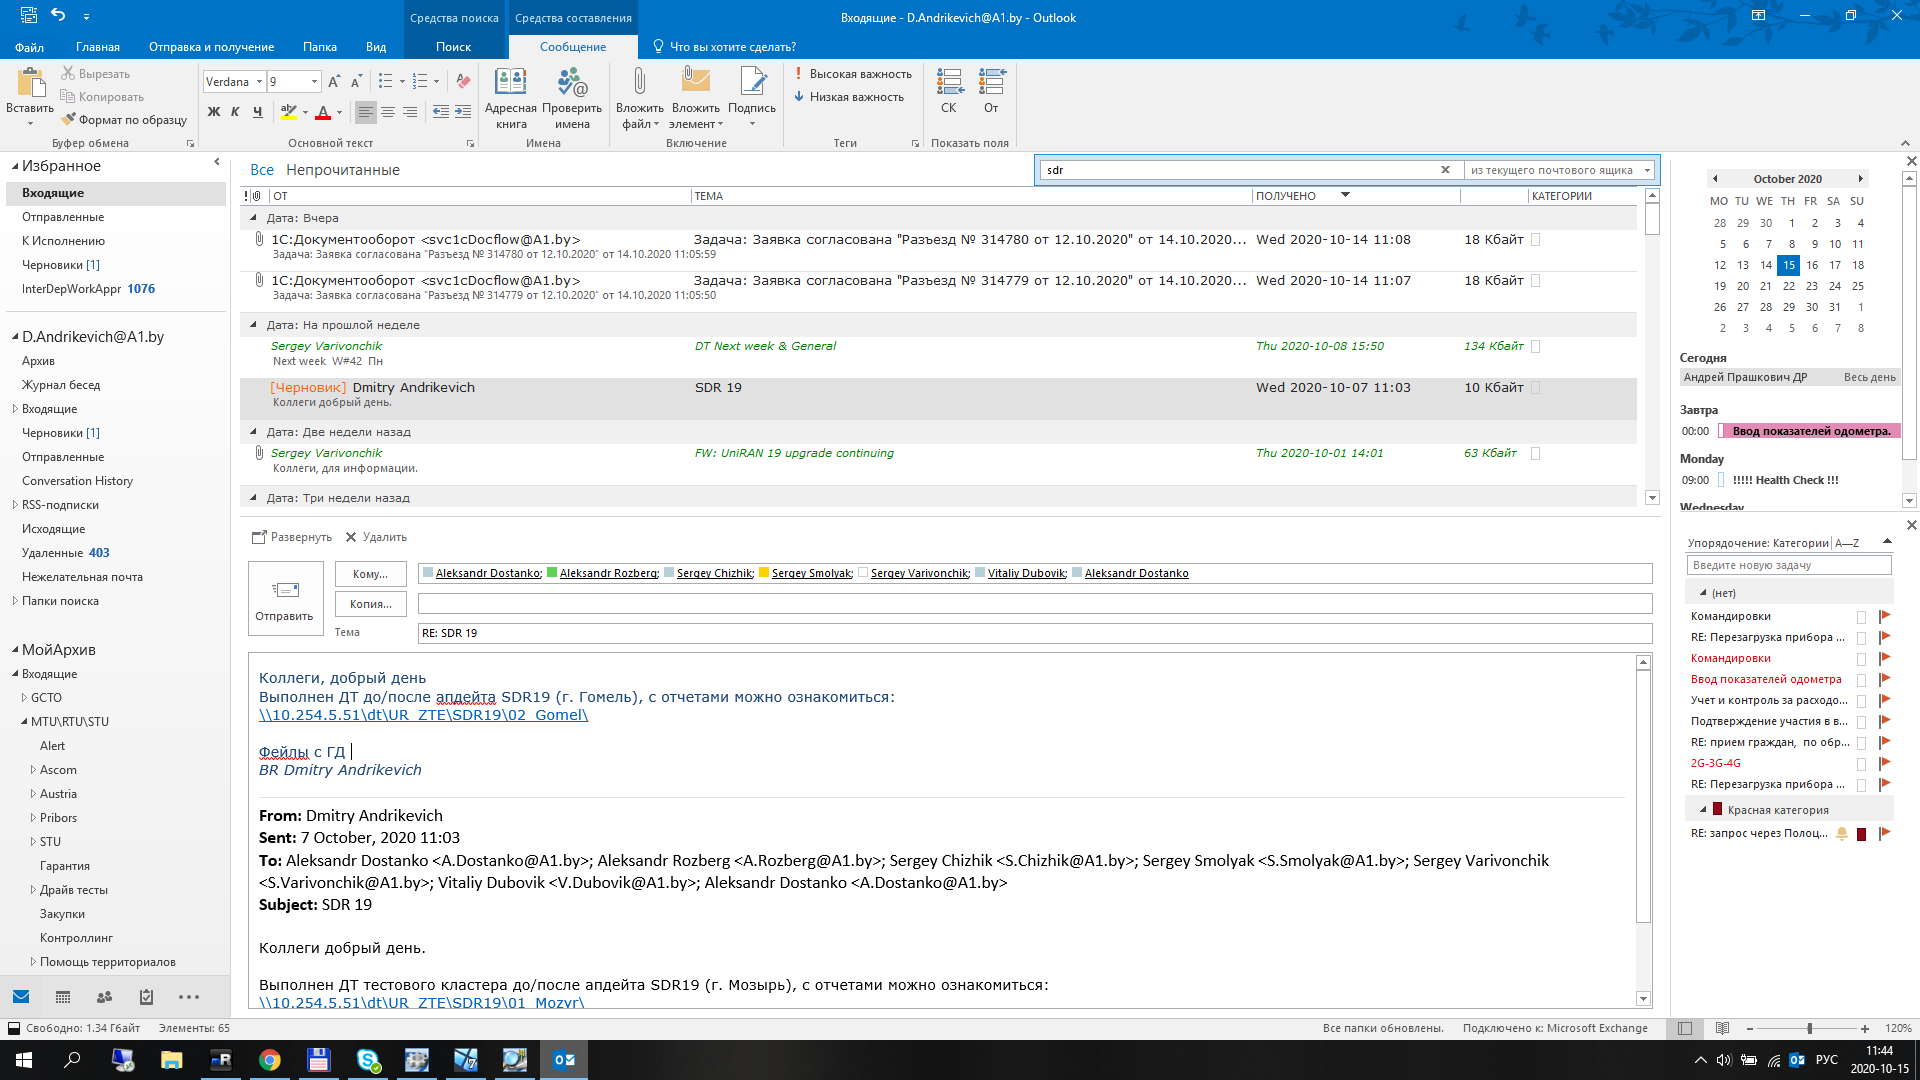 Средства поиска
Средства составления
Входящие - D.Andrikevich@A1.by - Outlook
Файл
Главная
Отправка и получение
Папка
Вид
Поиск
Сообщение
Что вы хотите сделать?
Вставить
Вырезать
Копировать
Формат по образцу
Буфер обмена
Verdana
9
Ж К Ч
Основной текст
Адресная книга
Проверить имена
Имена
Вложить файл
Вложить элемент
Подпись
Включение
Высокая важность
Низкая важность
Теги
СК
От
Показать поля
Избранное
Входящие
Отправленные
К Исполнению
Черновики [1]
InterDepWorkAppr 1076
D.Andrikevich@A1.by
Архив
Журнал бесед
Входящие
Черновики [1]
Отправленные
Conversation History
RSS-подписки
Исходящие
Удаленные 403
Нежелательная почта
Папки поиска
МойАрхив
Входящие
GCTO
MTU\RTU\STU
Alert
Ascom
Austria
Pribors
STU
Гарантия
Драйв тесты
Закупки
Контроллинг
Помощь территориалов
Все Непрочитанные
sdr
из текущего почтового ящика
! ОТ ТЕМА ПОЛУЧЕНО КАТЕГОРИИ
Дата: Вчера
1С:Документооборот <svc1cDocflow@A1.by> Задача: Заявка согласована "Разъезд № 314780 от 12.10.2020" от 14.10.2020... Wed 2020-10-14 11:08 18 Кбайт
Задача: Заявка согласована "Разъезд № 314780 от 12.10.2020" от 14.10.2020 11:05:59
1С:Документооборот <svc1cDocflow@A1.by> Задача: Заявка согласована "Разъезд № 314779 от 12.10.2020" от 14.10.2020... Wed 2020-10-14 11:07 18 Кбайт
Задача: Заявка согласована "Разъезд № 314779 от 12.10.2020" от 14.10.2020 11:05:50
Дата: На прошлой неделе
Sergey Varivonchik DT Next week & General Thu 2020-10-08 15:50 134 Кбайт
Next week W#42 Пн
[Черновик] Dmitry Andrikevich SDR 19 Wed 2020-10-07 11:03 10 Кбайт
Коллеги добрый день.
Дата: Две недели назад
Sergey Varivonchik FW: UniRAN 19 upgrade continuing Thu 2020-10-01 14:01 63 Кбайт
Коллеги, для информации.
Дата: Три недели назад
Развернуть Удалить
Отправить
Кому... Aleksandr Dostanko; Aleksandr Rozberg; Sergey Chizhik; Sergey Smolyak; Sergey Varivonchik; Vitaliy Dubovik; Aleksandr Dostanko
Копия...
Тема RE: SDR 19
Коллеги, добрый день
Выполнен ДТ до/после апдейта SDR19 (г. Гомель), с отчетами можно ознакомиться:
\\10.254.5.51\dt\UR_ZTE\SDR19\02_Gomel\
Фейлы с ГД
BR Dmitry Andrikevich
From: Dmitry Andrikevich
Sent: 7 October, 2020 11:03
To: Aleksandr Dostanko <A.Dostanko@A1.by>; Aleksandr Rozberg <A.Rozberg@A1.by>; Sergey Chizhik <S.Chizhik@A1.by>; Sergey Smolyak <S.Smolyak@A1.by>; Sergey Varivonchik
<S.Varivonchik@A1.by>; Vitaliy Dubovik <V.Dubovik@A1.by>; Aleksandr Dostanko <A.Dostanko@A1.by>
Subject: SDR 19
Коллеги добрый день.
Выполнен ДТ тестового кластера до/после апдейта SDR19 (г. Мозырь), с отчетами можно ознакомиться:
\\10.254.5.51\dt\UR_ZTE\SDR19\01_Mozyr\
October 2020
MO TU WE TH FR SA SU
28 29 30 1 2 3 4
5 6 7 8 9 10 11
12 13 14 15 16 17 18
19 20 21 22 23 24 25
26 27 28 29 30 31 1
2 3 4 5 6 7 8
Сегодня
Андрей Прашкович ДР Весь день
Завтра
00:00 Ввод показателей одометра.
Monday
09:00 !!!!! Health Check !!!
Wednesday
Упорядочение: Категории А—Z
Введите новую задачу
(нет)
Командировки
RE: Перезагрузка прибора ...
Командировки
Ввод показателей одометра
Учет и контроль за расходо...
Подтверждение участия в в...
RE: прием граждан, по обр...
2G-3G-4G
RE: Перезагрузка прибора ...
Красная категория
RE: запрос через Полоц...
Свободно: 1.34 Гбайт Элементы: 65
Все папки обновлены. Подключено к: Microsoft Exchange
120%
РУС
11:44
2020-10-15